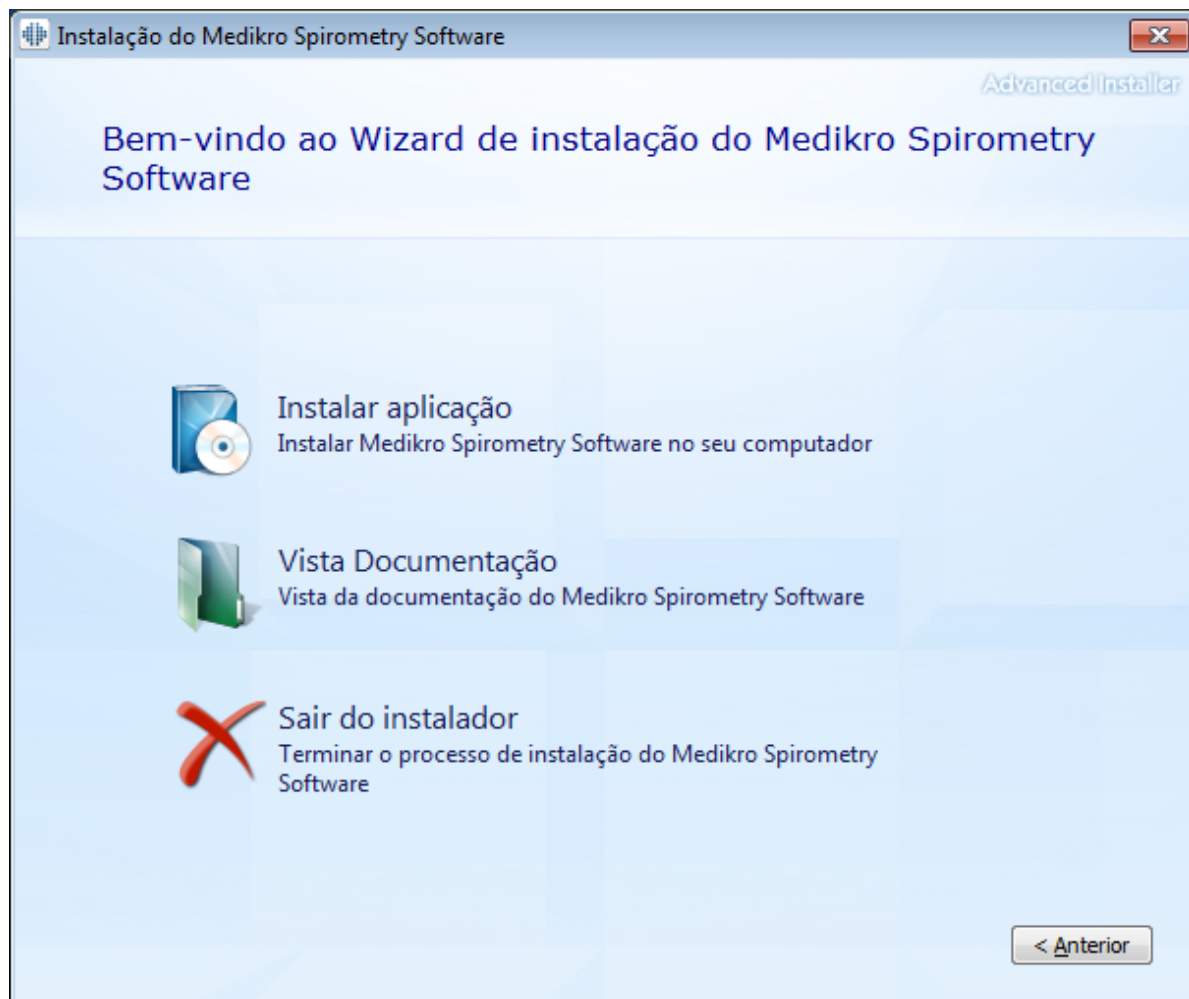 Instalação do Medikro Spirometry Software
Advanced Installer
Bem-vindo ao Wizard de instalação do Medikro Spirometry
Software
Instalar aplicação
Instalar Medikro Spirometry Software no seu computador
Vista Documentação
Vista da documentação do Medikro Spirometry Software
Sair do instalador
Terminar o processo de instalação do Medikro Spirometry
Software
< Anterior